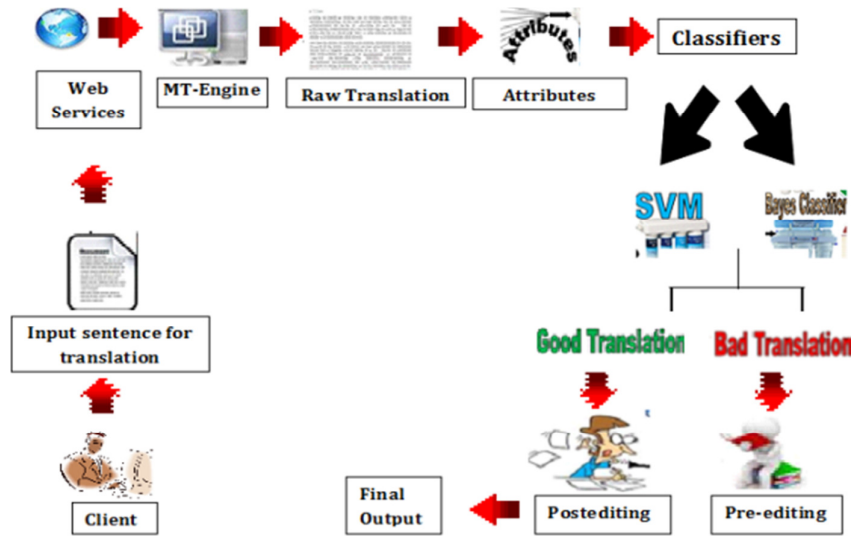 Attributes
Classifiers
Web
Services
MT-Engine
Raw Translation
Attributes
SVM
Bayes Classifier
Document
Input sentence for
translation
Good Translation
Bad Translation
Client
Final
Output
Postediting
Pre-editing